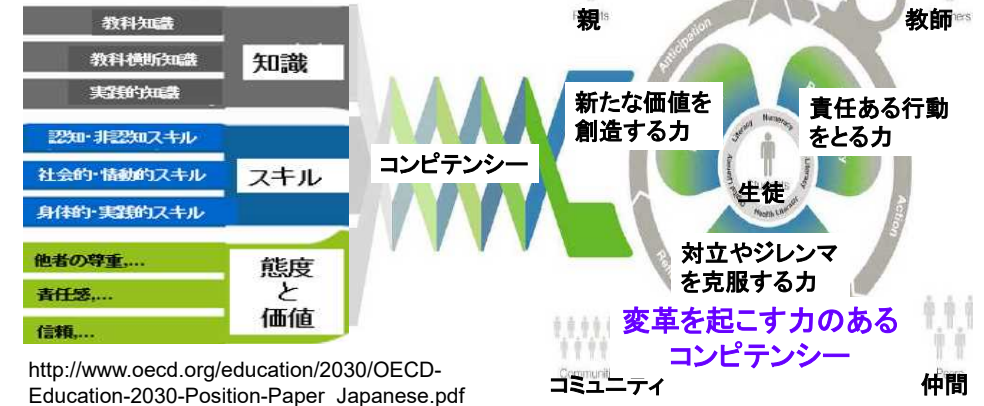 教科知識
教科横断知識
実践的知識
知識
認知・非認知スキル
社会的・情動的スキル
身体的・実践的スキル
スキル
他者の尊重,...
責任感,...
信頼,...
態度
と
価値
コンピテンシー
親
教師
Anticipation
新たな価値を
創造する力
責任ある行動
をとる力
Literacy
Numeracy
Literacy
Health Literacy
生徒
Action
対立やジレンマ
を克服する力
変革を起こす力のある
コンピテンシー
コミュニティ
仲間
http://www.oecd.org/education/2030/OECD-
Education-2030-Position-Paper_Japanese.pdf